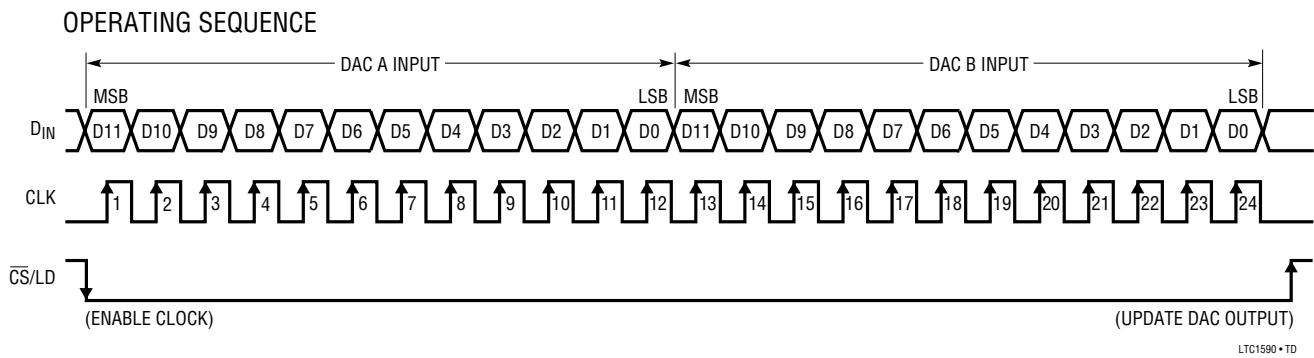 OPERATING SEQUENCE
DAC A INPUT DAC B INPUT
MSB LSB MSB LSB
DIN D11 D10 D9 D8 D7 D6 D5 D4 D3 D2 D1 D0 D11 D10 D9 D8 D7 D6 D5 D4 D3 D2 D1 D0
CLK 1 2 3 4 5 6 7 8 9 10 11 12 13 14 15 16 17 18 19 20 21 22 23 24
C̅S̅/LD
(ENABLE CLOCK) (UPDATE DAC OUTPUT)
LTC1590 • TD